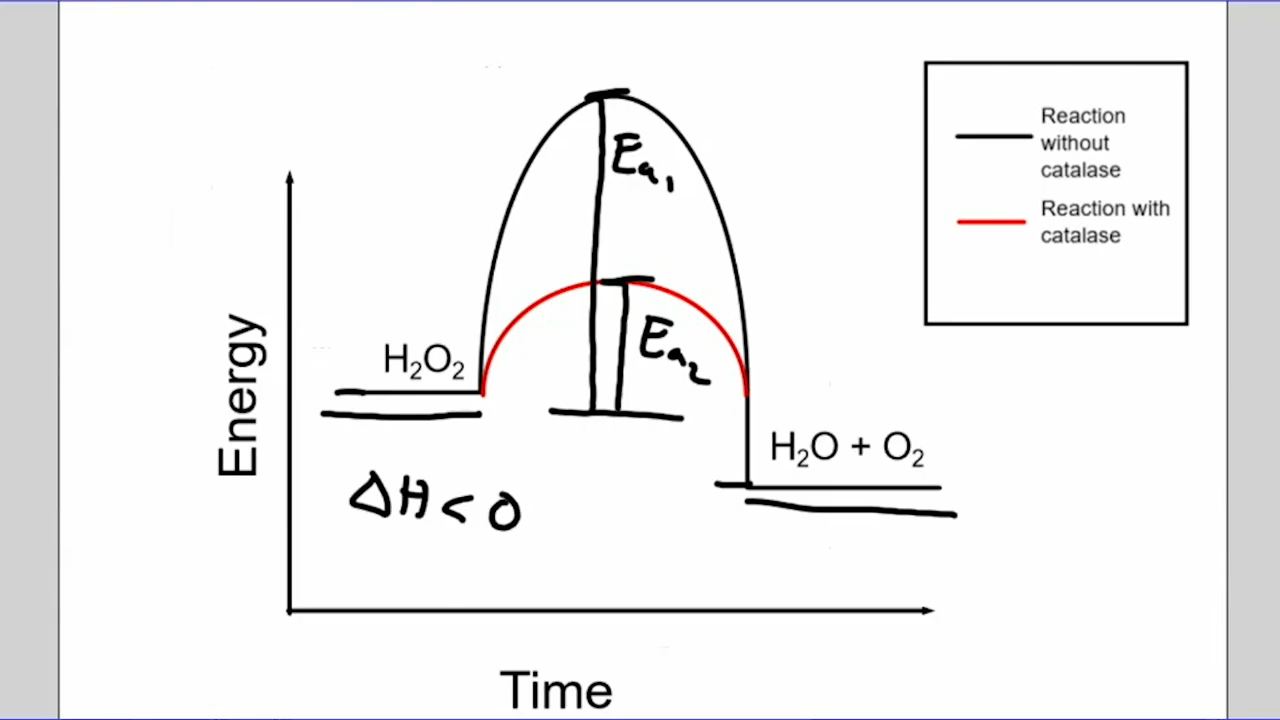 Reaction
without
catalase
Reaction with
catalase
Ea₁
Ea₂
H₂O₂
H₂O + O₂
ΔH < 0
Energy
Time